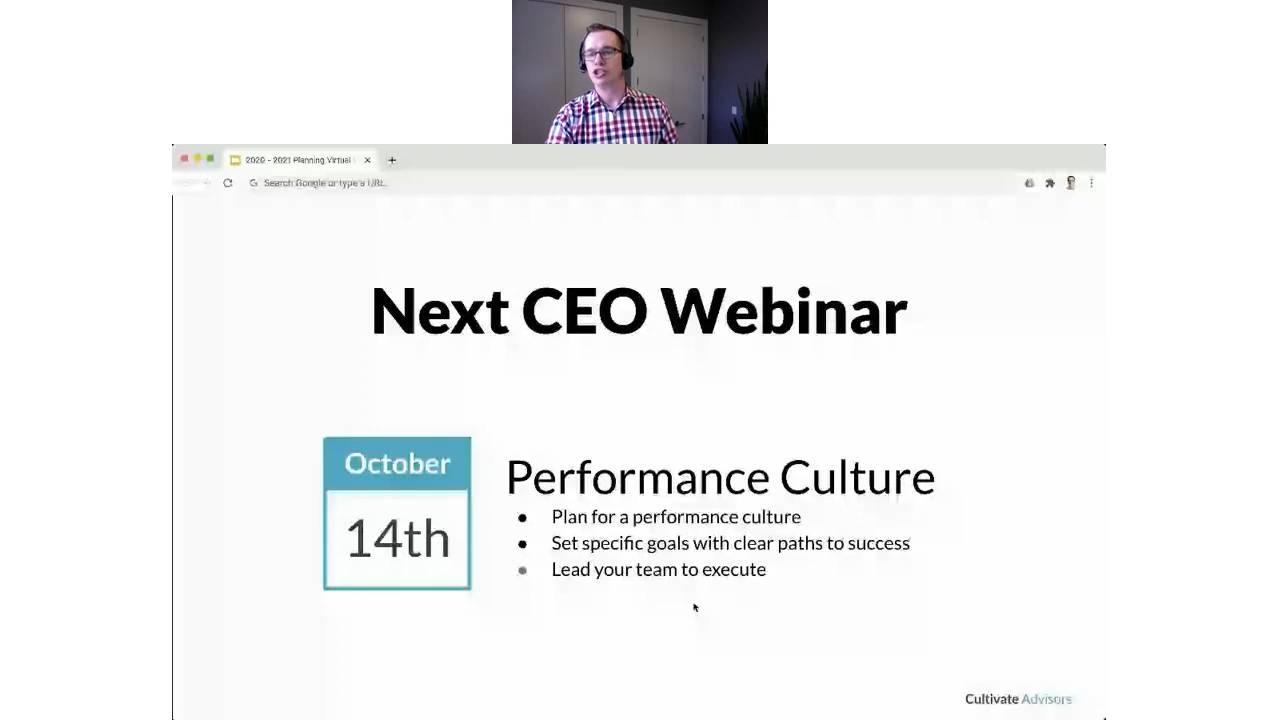 2020 - 2021 Planning Virtual
Search Google or type a URL
Next CEO Webinar
October
14th
Performance Culture
● Plan for a performance culture
● Set specific goals with clear paths to success
● Lead your team to execute
Cultivate Advisors